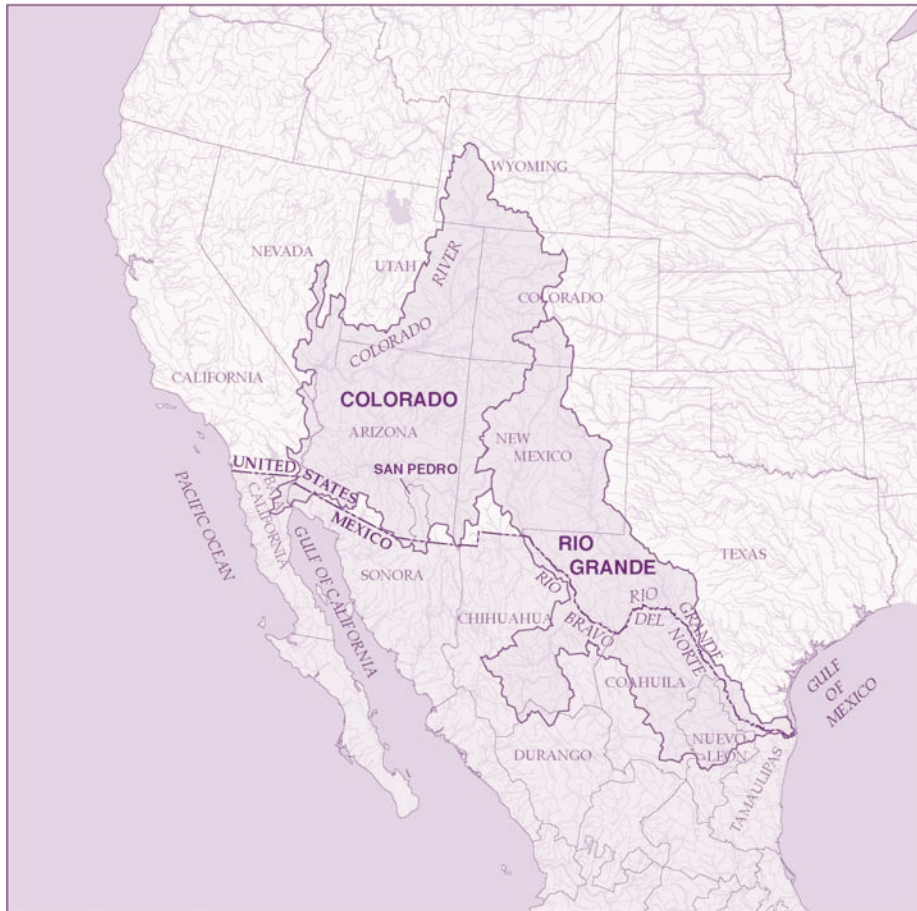 WYOMING
NEVADA
UTAH
RIVER
COLORADO
COLORADO
CALIFORNIA
COLORADO
ARIZONA
NEW
MEXICO
SAN PEDRO
UNITED STATES
MEXICO
BAJA
CALIFORNIA
PACIFIC OCEAN
GULF OF CALIFORNIA
SONORA
RIO
GRANDE
TEXAS
RIO
BRAVO
DEL
NORTE
RIO
GRANDE
CHIHUAHUA
COAHUILA
GULF
OF
MEXICO
DURANGO
NUEVO
LEÓN
TAMAULIPAS